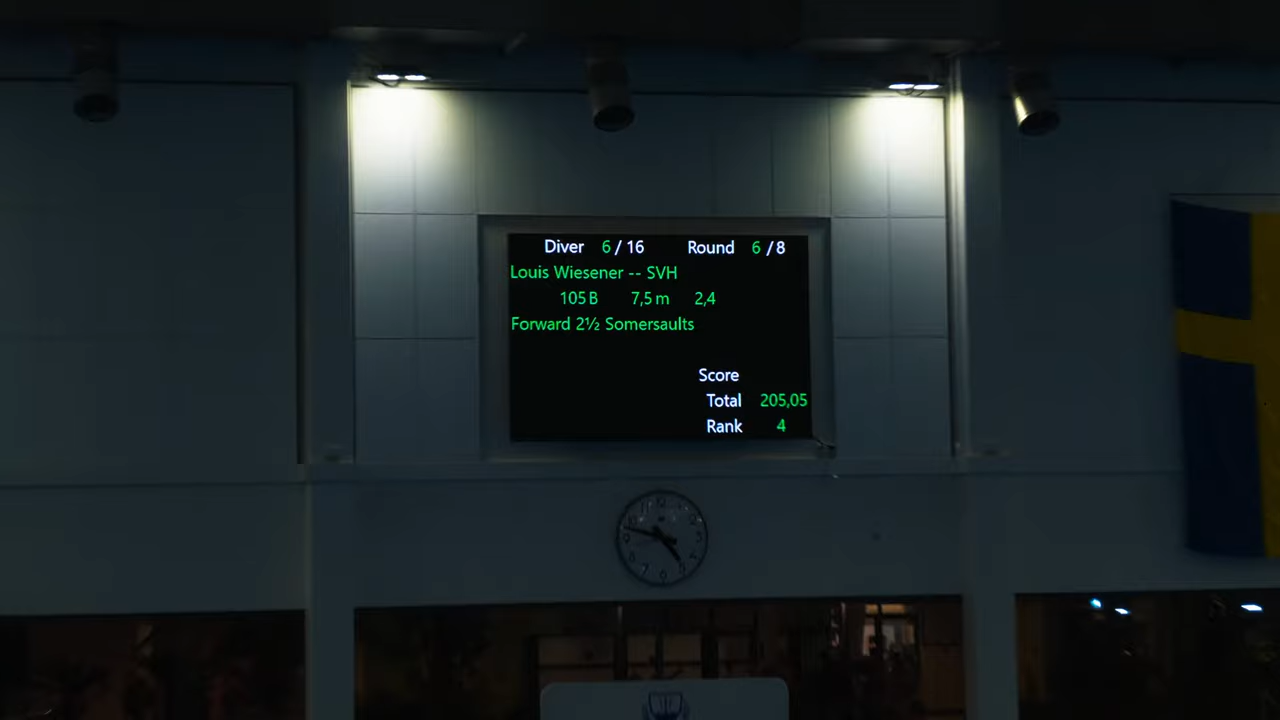 Diver 6 / 16 Round 6 / 8
Louis Wiesener -- SVH
105 B 7,5 m 2,4
Forward 2½ Somersaults
Score
Total 205,05
Rank 4